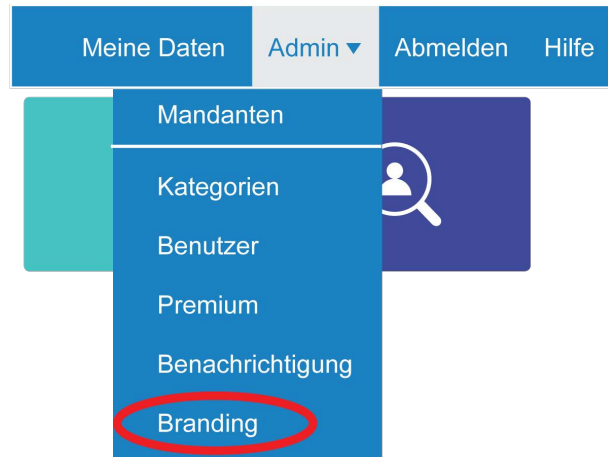 Meine Daten Admin ▼ Abmelden Hilfe
Mandanten
Kategorien
Benutzer
Premium
Benachrichtigung
Branding